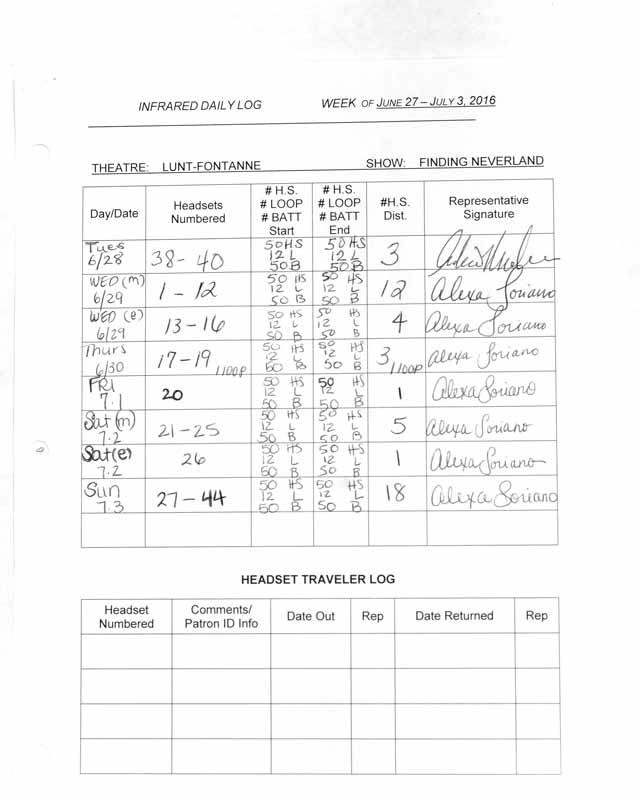 INFRARED DAILY LOG WEEK OF JUNE 27 – JULY 3, 2016
THEATRE: LUNT-FONTANNE SHOW: FINDING NEVERLAND
Day/Date
Headsets
Numbered
# H.S.
# LOOP
# BATT
Start
# H.S.
# LOOP
# BATT
End
#H.S.
Dist.
Representative
Signature
Tues
6/28
38-40
50 HS
12 L
50 B
50 HS
12 L
50 B
3
WED (m)
6/29
1-12
50 HS
12 L
50 B
50 HS
12 L
50 B
12
Alexa Soriano
WED (e)
6/29
13-16
50 HS
12 L
50 B
50 HS
12 L
50 B
4
Alexa Soriano
Thurs
6/30
17-19
1 loop
50 HS
12 L
50 B
50 HS
12 L
50 B
3
1 loop
Alexa Soriano
FRI
7.1
20
50 HS
12 L
50 B
50 HS
12 L
50 B
1
Alexa Soriano
Sat (m)
7.2
21-25
50 HS
12 L
50 B
50 HS
12 L
50 B
5
Alexa Soriano
Sat (e)
7.2
26
50 HS
12 L
50 B
50 HS
12 L
50 B
1
Alexa Soriano
Sun
7.3
27-44
50 HS
12 L
50 B
50 HS
12 L
50 B
18
Alexa Soriano
HEADSET TRAVELER LOG
Headset
Numbered
Comments/
Patron ID Info
Date Out
Rep
Date Returned
Rep